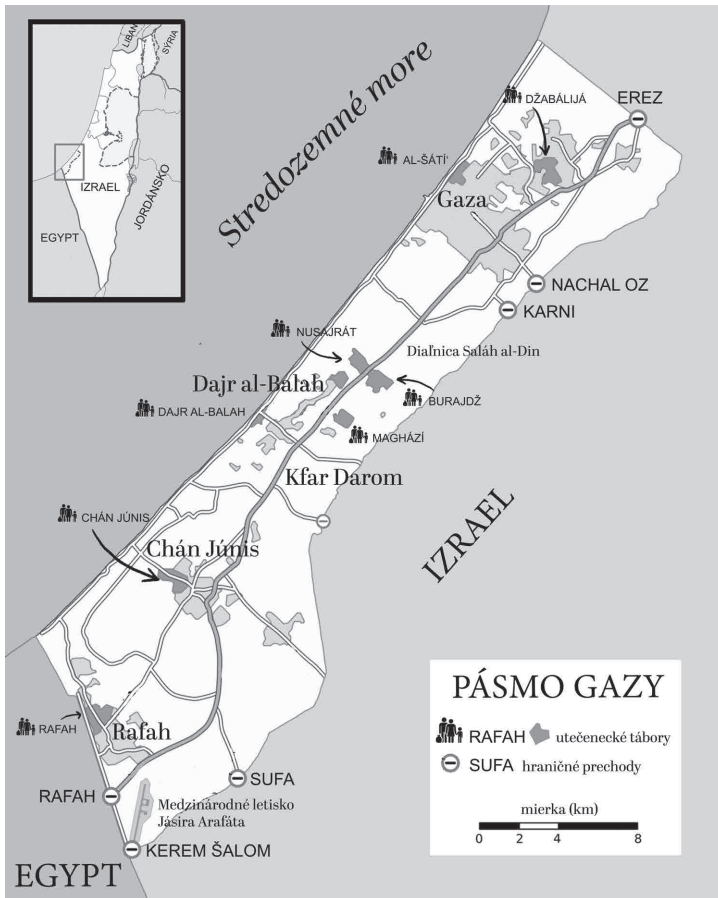 LIBAN
SÝRIA
IZRAEL
JORDÁNSKO
EGYPT
Stredozemné more
DŽABÁLIJÁ
EREZ
AL-ŠÁTÍ'
Gaza
NACHAL OZ
KARNI
NUSAJRÁT
Diaľnica Saláh al-Din
Dajr al-Balah
BURAJDŽ
DAJR AL-BALAH
MAGHÁZÍ
Kfar Darom
CHÁN JÚNIS
Chán Júnis
IZRAEL
RAFAH
Rafah
SUFA
RAFAH
Medzinárodné letisko
Jásira Arafáta
KEREM ŠALOM
EGYPT
PÁSMO GAZY
RAFAH utečenecké tábory
SUFA hraničné prechody
mierka (km)
0 2 4 8